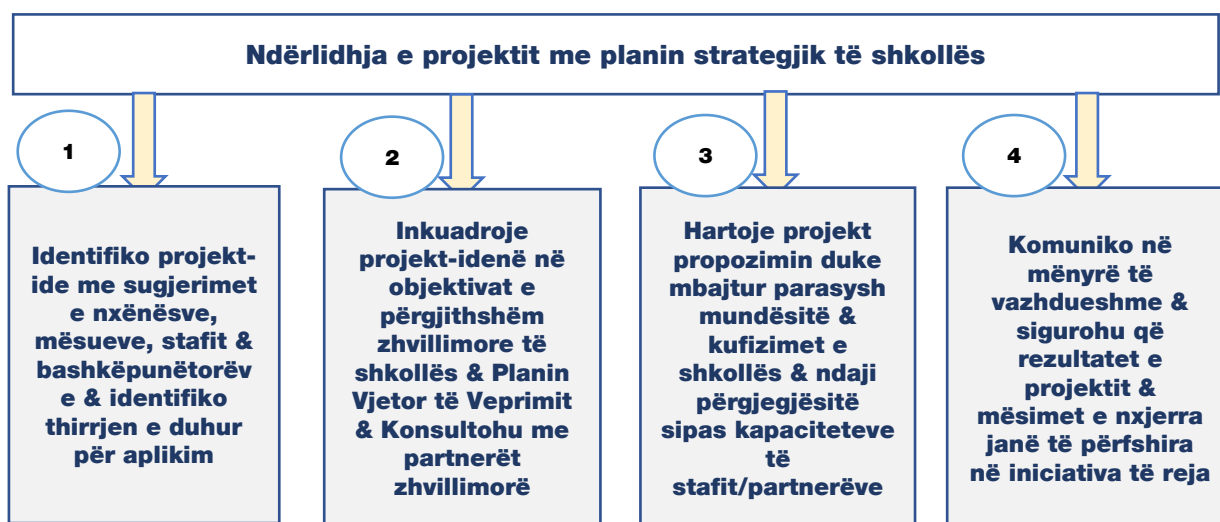 Ndërlidhja e projektit me planin strategjik të shkollës
1
Identifiko projekt-
ide me sugjerimet
e nxënësve,
mësueve, stafit &
bashkëpunëtorëv
e & identifiko
thirrjen e duhur
për aplikim
2
Inkuadroje
projekt-idenë në
objektivat e
përgjithshëm
zhvillimore të
shkollës & Planin
Vjetor të Veprimit
& Konsultohu me
partnerët
zhvillimorë
3
Hartoje projekt
propozimin duke
mbajtur parasysh
mundësitë &
kufizimet e
shkollës & ndaji
përgjegjësitë
sipas kapaciteteve
të
stafit/partnerëve
4
Komuniko në
mënyrë të
vazhdueshme &
sigurohu që
rezultatet e
projektit &
mësimet e nxjerra
janë të përfshira
në iniciativa të reja